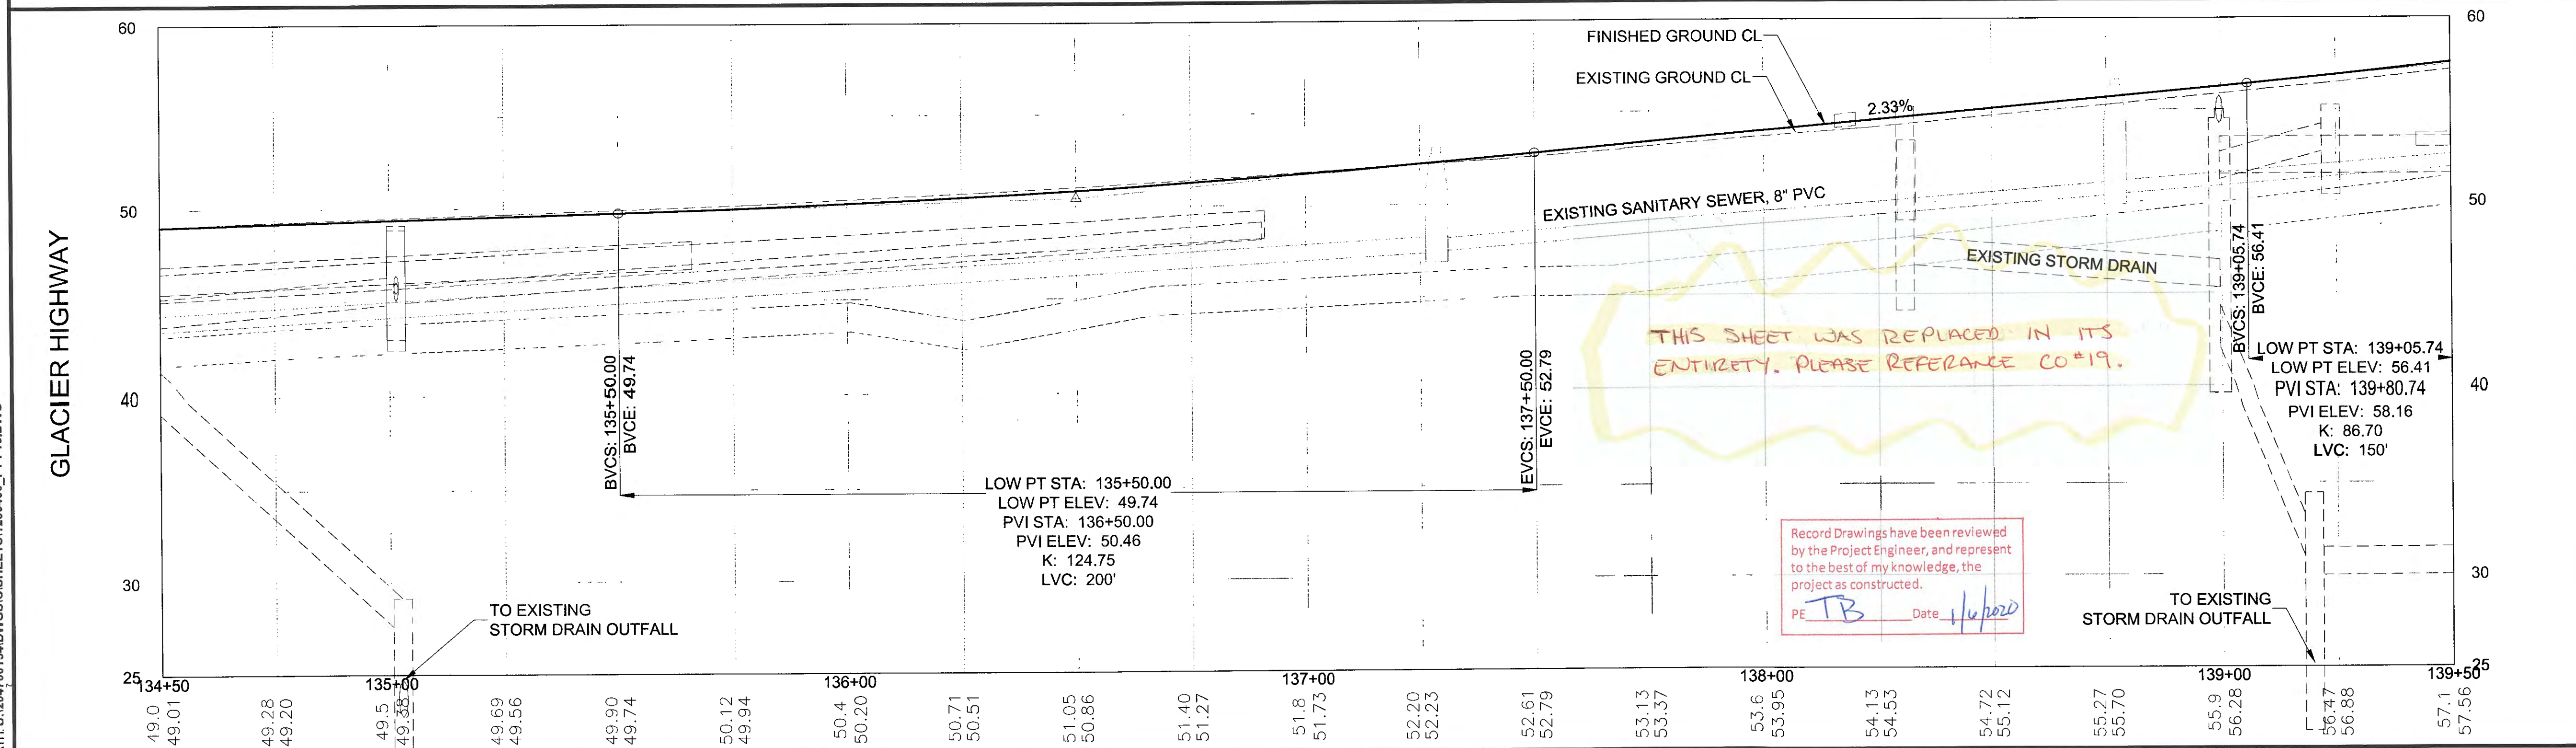 60
60
FINISHED GROUND CL
EXISTING GROUND CL
2.33%
50
50
EXISTING SANITARY SEWER, 8" PVC
EXISTING STORM DRAIN
GLACIER HIGHWAY
BVCS: 135+50.00
BVCE: 49.74
EVCS: 137+50.00
EVCE: 52.79
BVCS: 139+05.74
BVCE: 56.41
THIS SHEET WAS REPLACED IN ITS
ENTIRETY. PLEASE REFERANCE CO#19.
LOW PT STA: 139+05.74
LOW PT ELEV: 56.41
PVI STA: 139+80.74
PVI ELEV: 58.16
K: 86.70
LVC: 150'
40
40
LOW PT STA: 135+50.00
LOW PT ELEV: 49.74
PVI STA: 136+50.00
PVI ELEV: 50.46
K: 124.75
LVC: 200'
Record Drawings have been reviewed
by the Project Engineer, and represent
to the best of my knowledge, the
project as constructed.
PE TB Date 1/6/2020
30
30
TO EXISTING
STORM DRAIN OUTFALL
TO EXISTING
STORM DRAIN OUTFALL
25
25
134+50
135+00
136+00
137+00
138+00
139+00
139+50
49.0
49.01
49.28
49.20
49.5
49.38
49.69
49.56
49.90
49.74
50.12
49.94
50.4
50.20
50.71
50.51
51.05
50.86
51.40
51.27
51.8
51.73
52.20
52.23
52.61
52.79
53.13
53.37
53.6
53.95
54.13
54.53
54.72
55.12
55.27
55.70
55.9
56.28
56.47
56.88
57.1
57.56